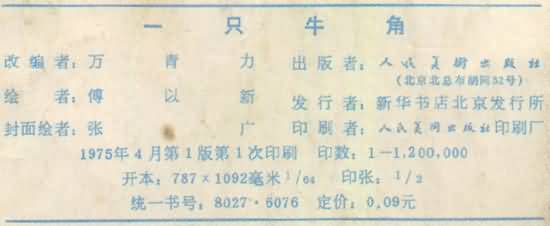 一只牛角
改编者：万青力 出版者：人民美术出版社
（北京北总布胡同32号）
绘者：傅以新 发行者：新华书店北京发行所
封面绘者：张广 印刷者：人民美术出版社印刷厂
1975年4月第1版第1次印刷 印数：1—1,200,000
开本：787×1092毫米1/64 印张：1/2
统一书号：8027·6076 定价：0.09元